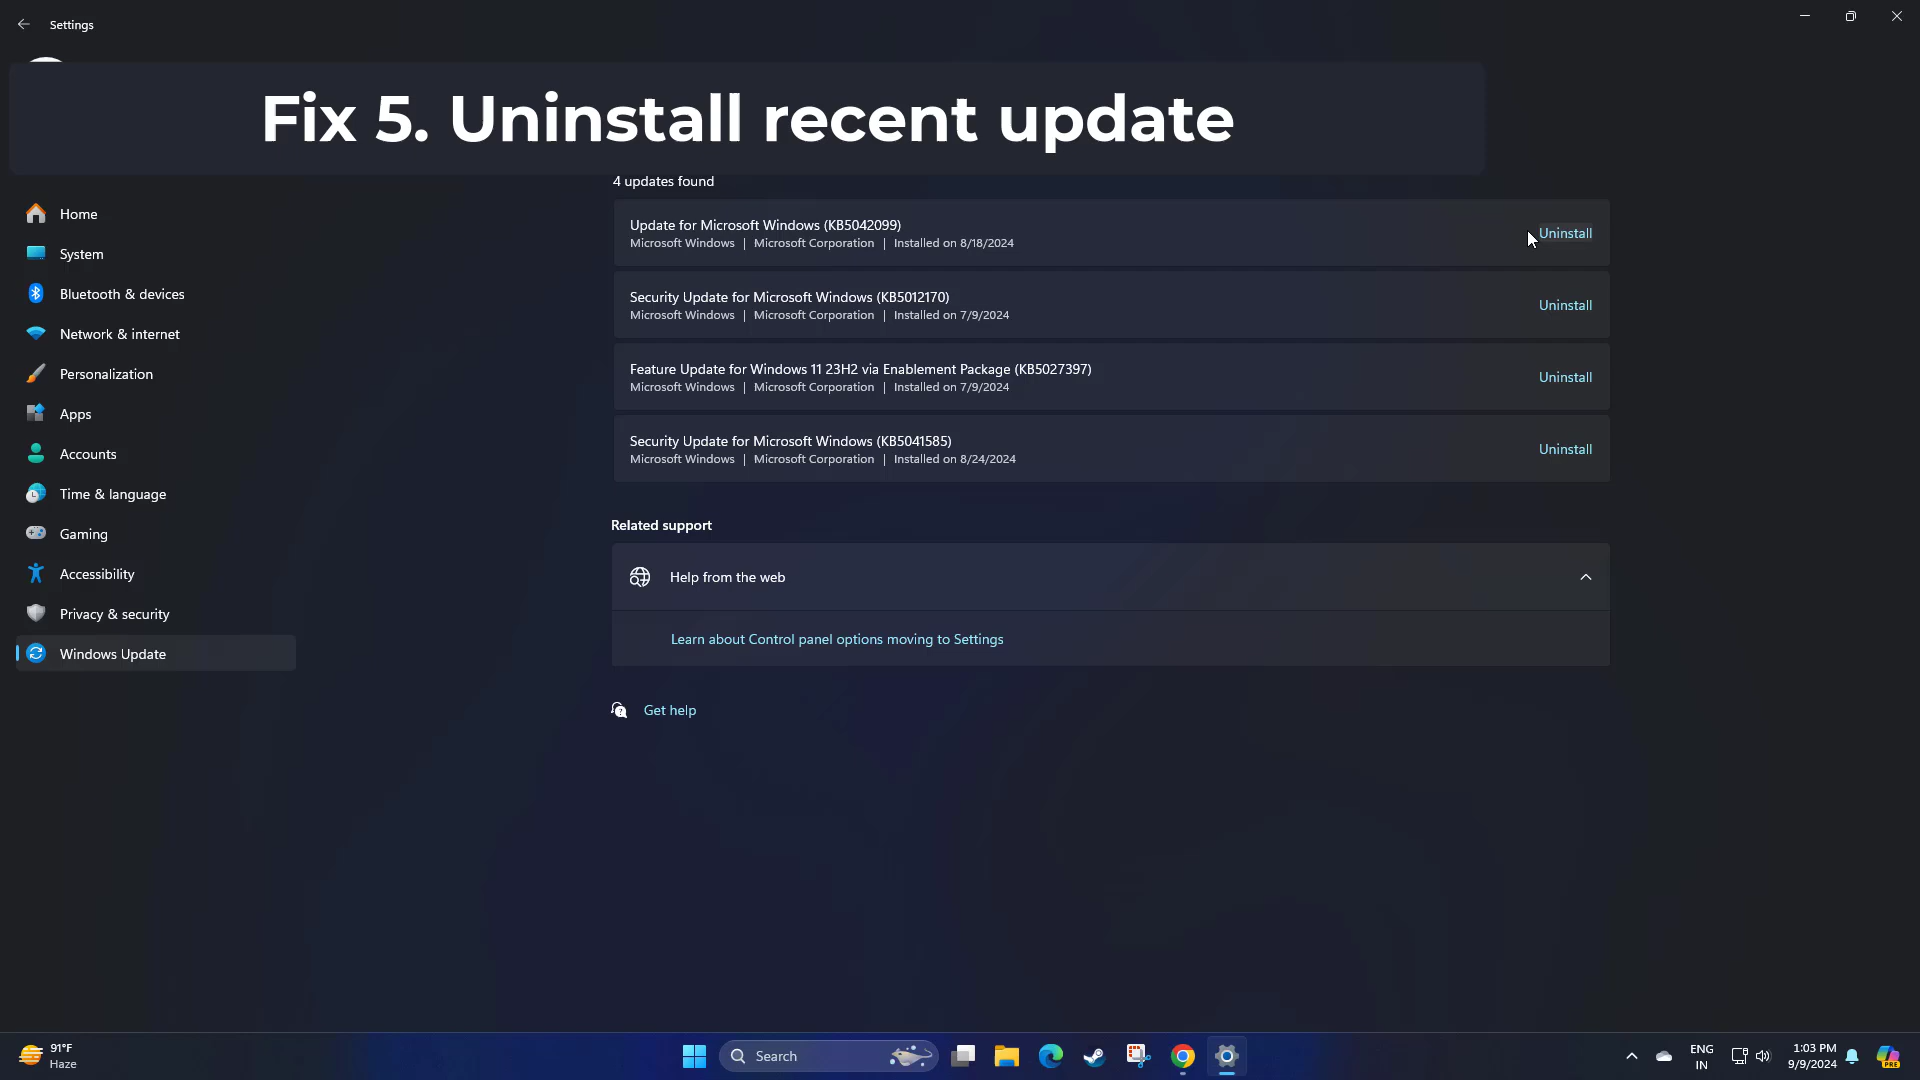 Settings
Fix 5. Uninstall recent update
4 updates found
Home
System
Bluetooth & devices
Network & internet
Personalization
Apps
Accounts
Time & language
Gaming
Accessibility
Privacy & security
Windows Update
Update for Microsoft Windows (KB5042099)
Microsoft Windows | Microsoft Corporation | Installed on 8/18/2024
Uninstall
Security Update for Microsoft Windows (KB5012170)
Microsoft Windows | Microsoft Corporation | Installed on 7/9/2024
Uninstall
Feature Update for Windows 11 23H2 via Enablement Package (KB5027397)
Microsoft Windows | Microsoft Corporation | Installed on 7/9/2024
Uninstall
Security Update for Microsoft Windows (KB5041585)
Microsoft Windows | Microsoft Corporation | Installed on 8/24/2024
Uninstall
Related support
Help from the web
Learn about Control panel options moving to Settings
Get help
91°F
Haze
Search
ENG
IN
1:03 PM
9/9/2024
PRE